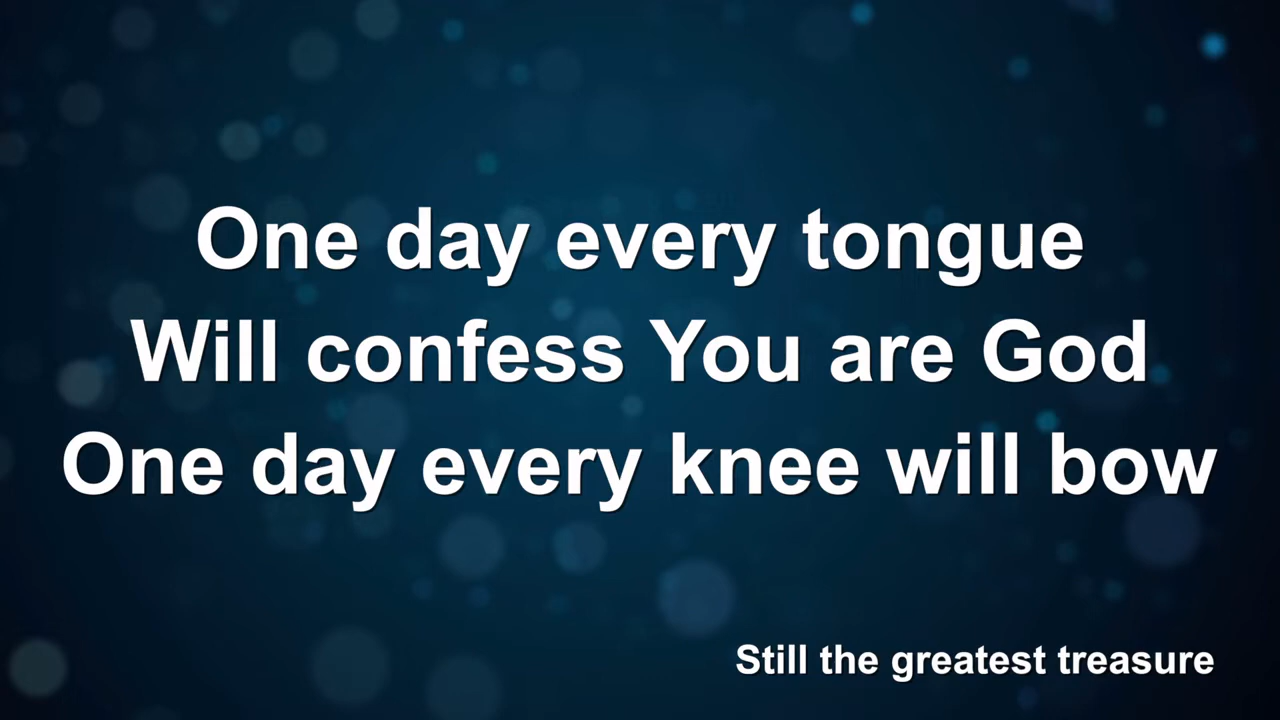 One day every tongue
Will confess You are God
One day every knee will bow
Still the greatest treasure